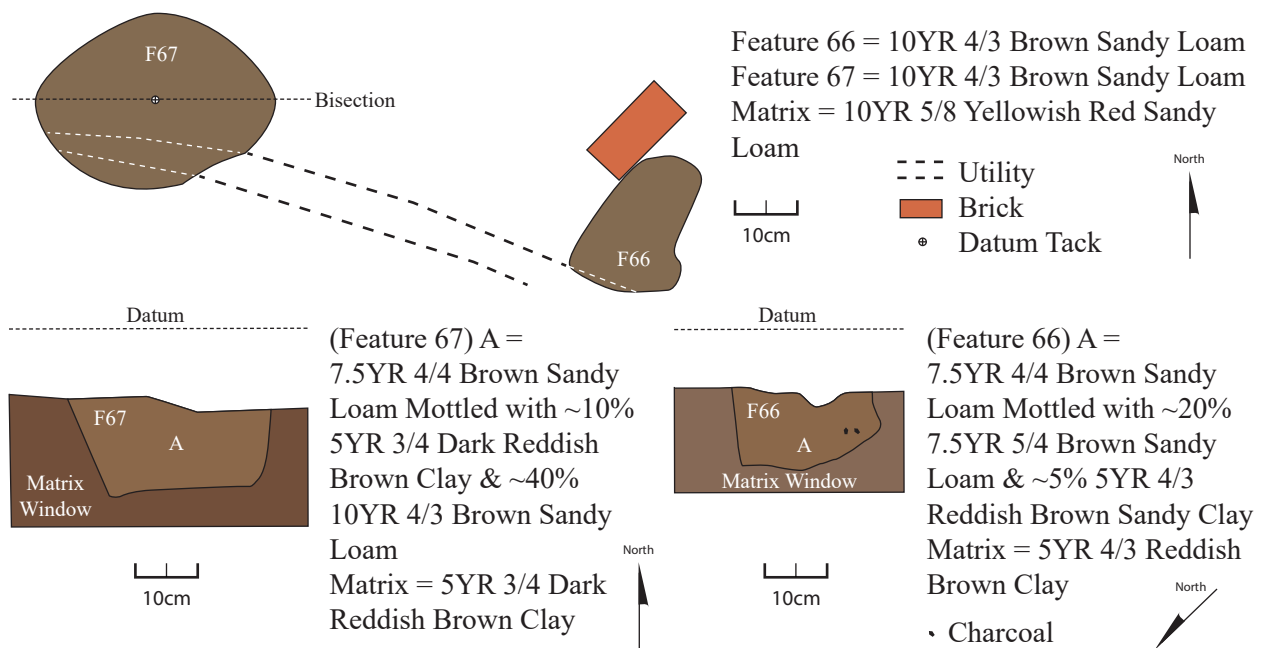 F67
Bisection
F66
10cm
Feature 66 = 10YR 4/3 Brown Sandy Loam
Feature 67 = 10YR 4/3 Brown Sandy Loam
Matrix = 10YR 5/8 Yellowish Red Sandy
Loam
Utility
Brick
Datum Tack
North
Datum
F67
A
Matrix
Window
10cm
(Feature 67) A =
7.5YR 4/4 Brown Sandy
Loam Mottled with ~10%
5YR 3/4 Dark Reddish
Brown Clay & ~40%
10YR 4/3 Brown Sandy
Loam
Matrix = 5YR 3/4 Dark
Reddish Brown Clay
North
Datum
F66
A
Matrix Window
10cm
(Feature 66) A =
7.5YR 4/4 Brown Sandy
Loam Mottled with ~20%
7.5YR 5/4 Brown Sandy
Loam & ~5% 5YR 4/3
Reddish Brown Sandy Clay
Matrix = 5YR 4/3 Reddish
Brown Clay
Charcoal
North